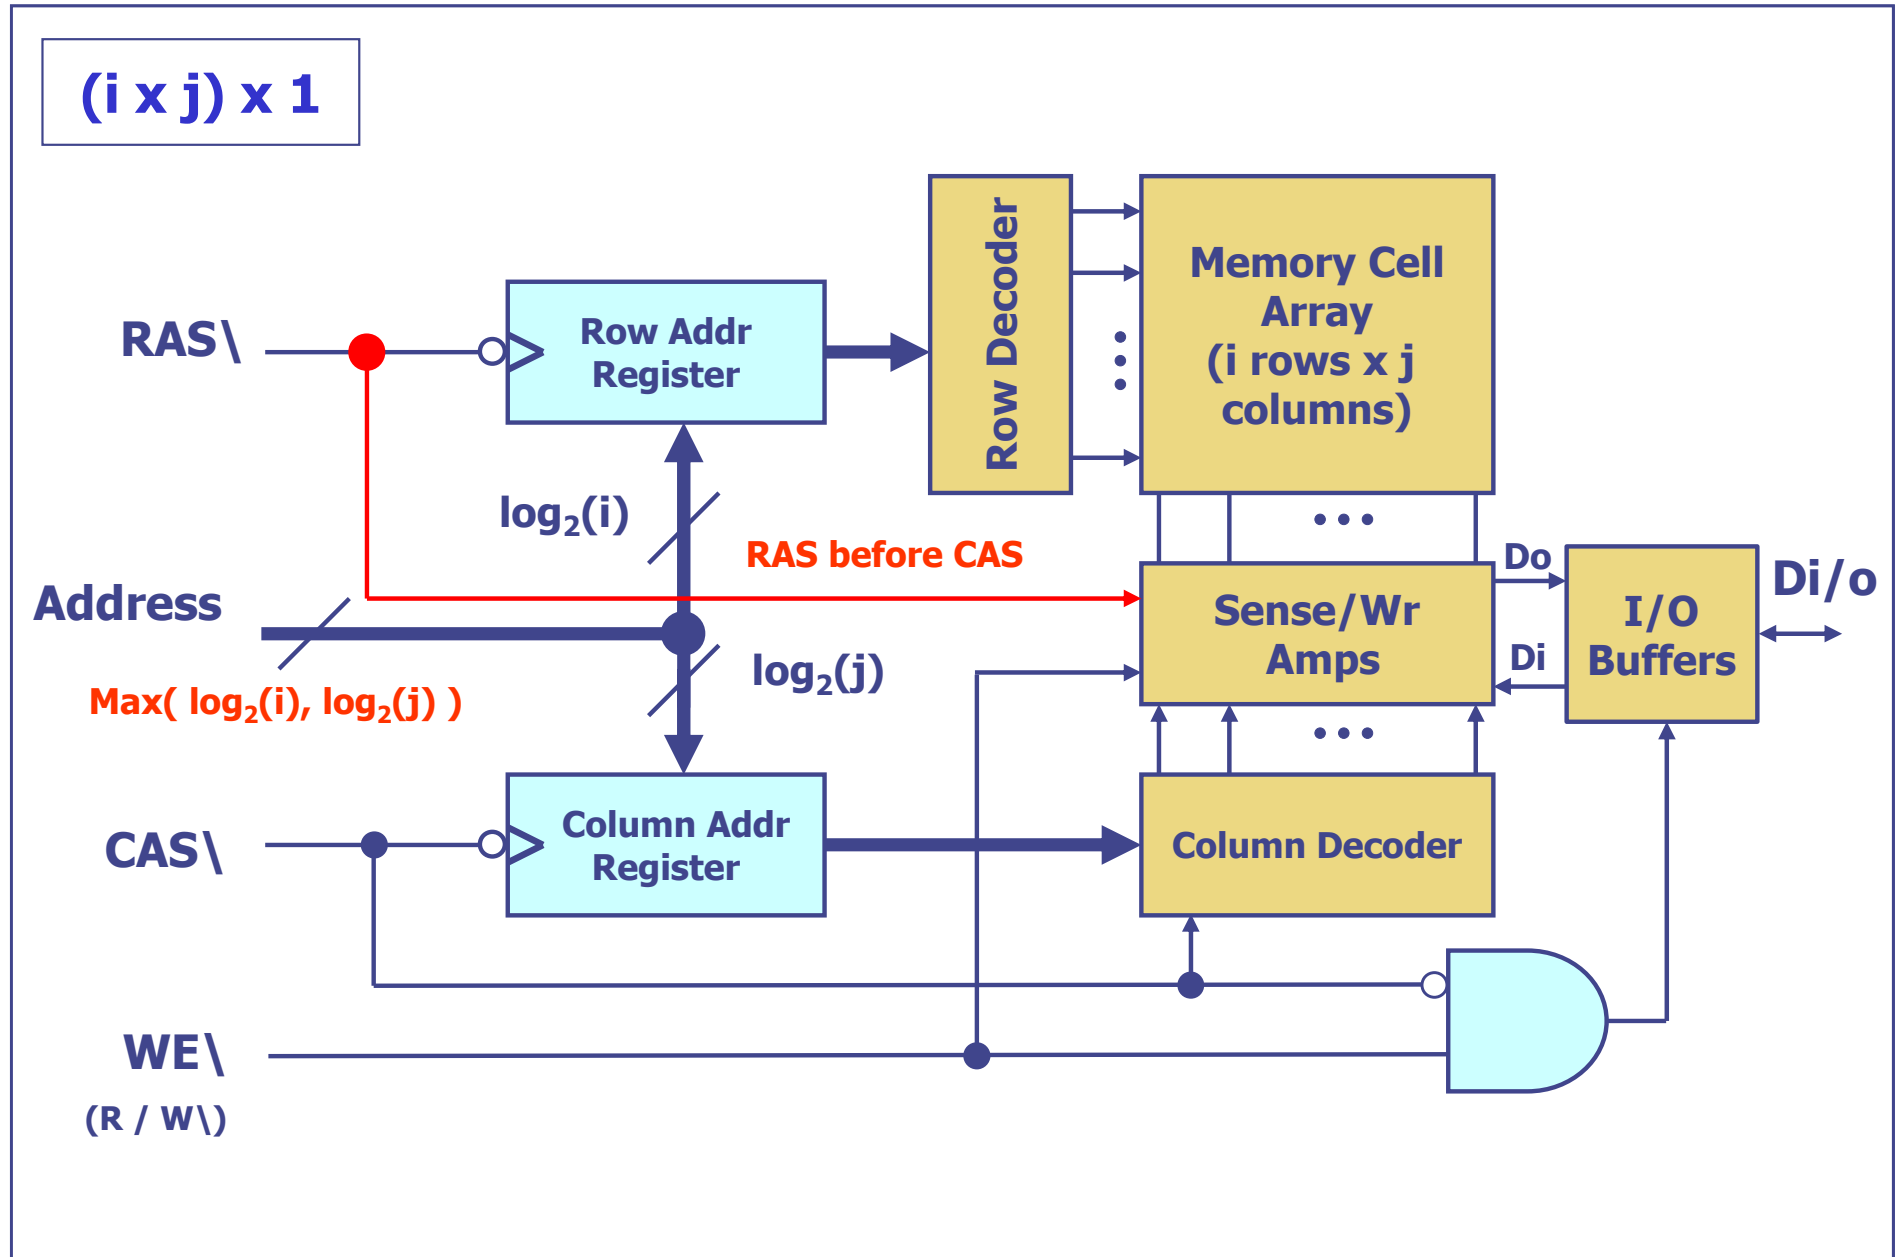 (i x j) x 1
RAS\
Row Addr
Register
Row Decoder
Memory Cell
Array
(i rows x j
columns)
log₂(i)
RAS before CAS
Address
Max( log₂(i), log₂(j) )
log₂(j)
Sense/Wr
Amps
Do
Di
I/O
Buffers
Di/o
CAS\
Column Addr
Register
Column Decoder
WE\
(R / W\)